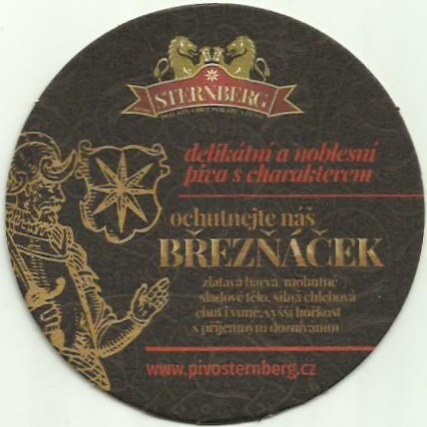 STERNBERG
delikátní a noblesní
piva s charakterem
ochutnejte náš
BŘEZŇÁČEK
zlatavá barva, mohutné
sladové tělo, silná chlebová
chuť i vůně, vyšší hořkost
s příjemným dozníváním
www.pivosternberg.cz